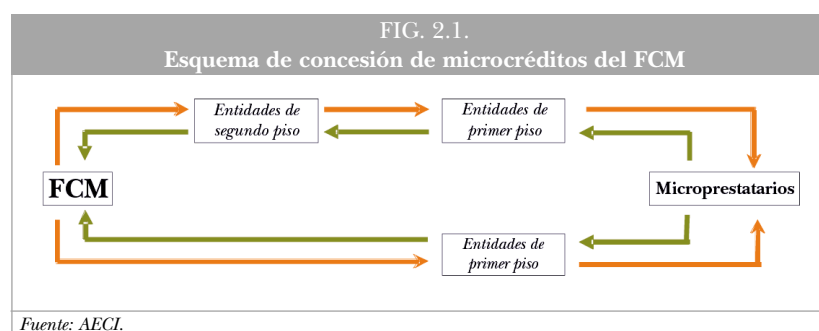 FIG. 2.1.
Esquema de concesión de microcréditos del FCM
Entidades de
segundo piso
Entidades de
primer piso
FCM
Microprestatarios
Entidades de
primer piso
Fuente: AECI.